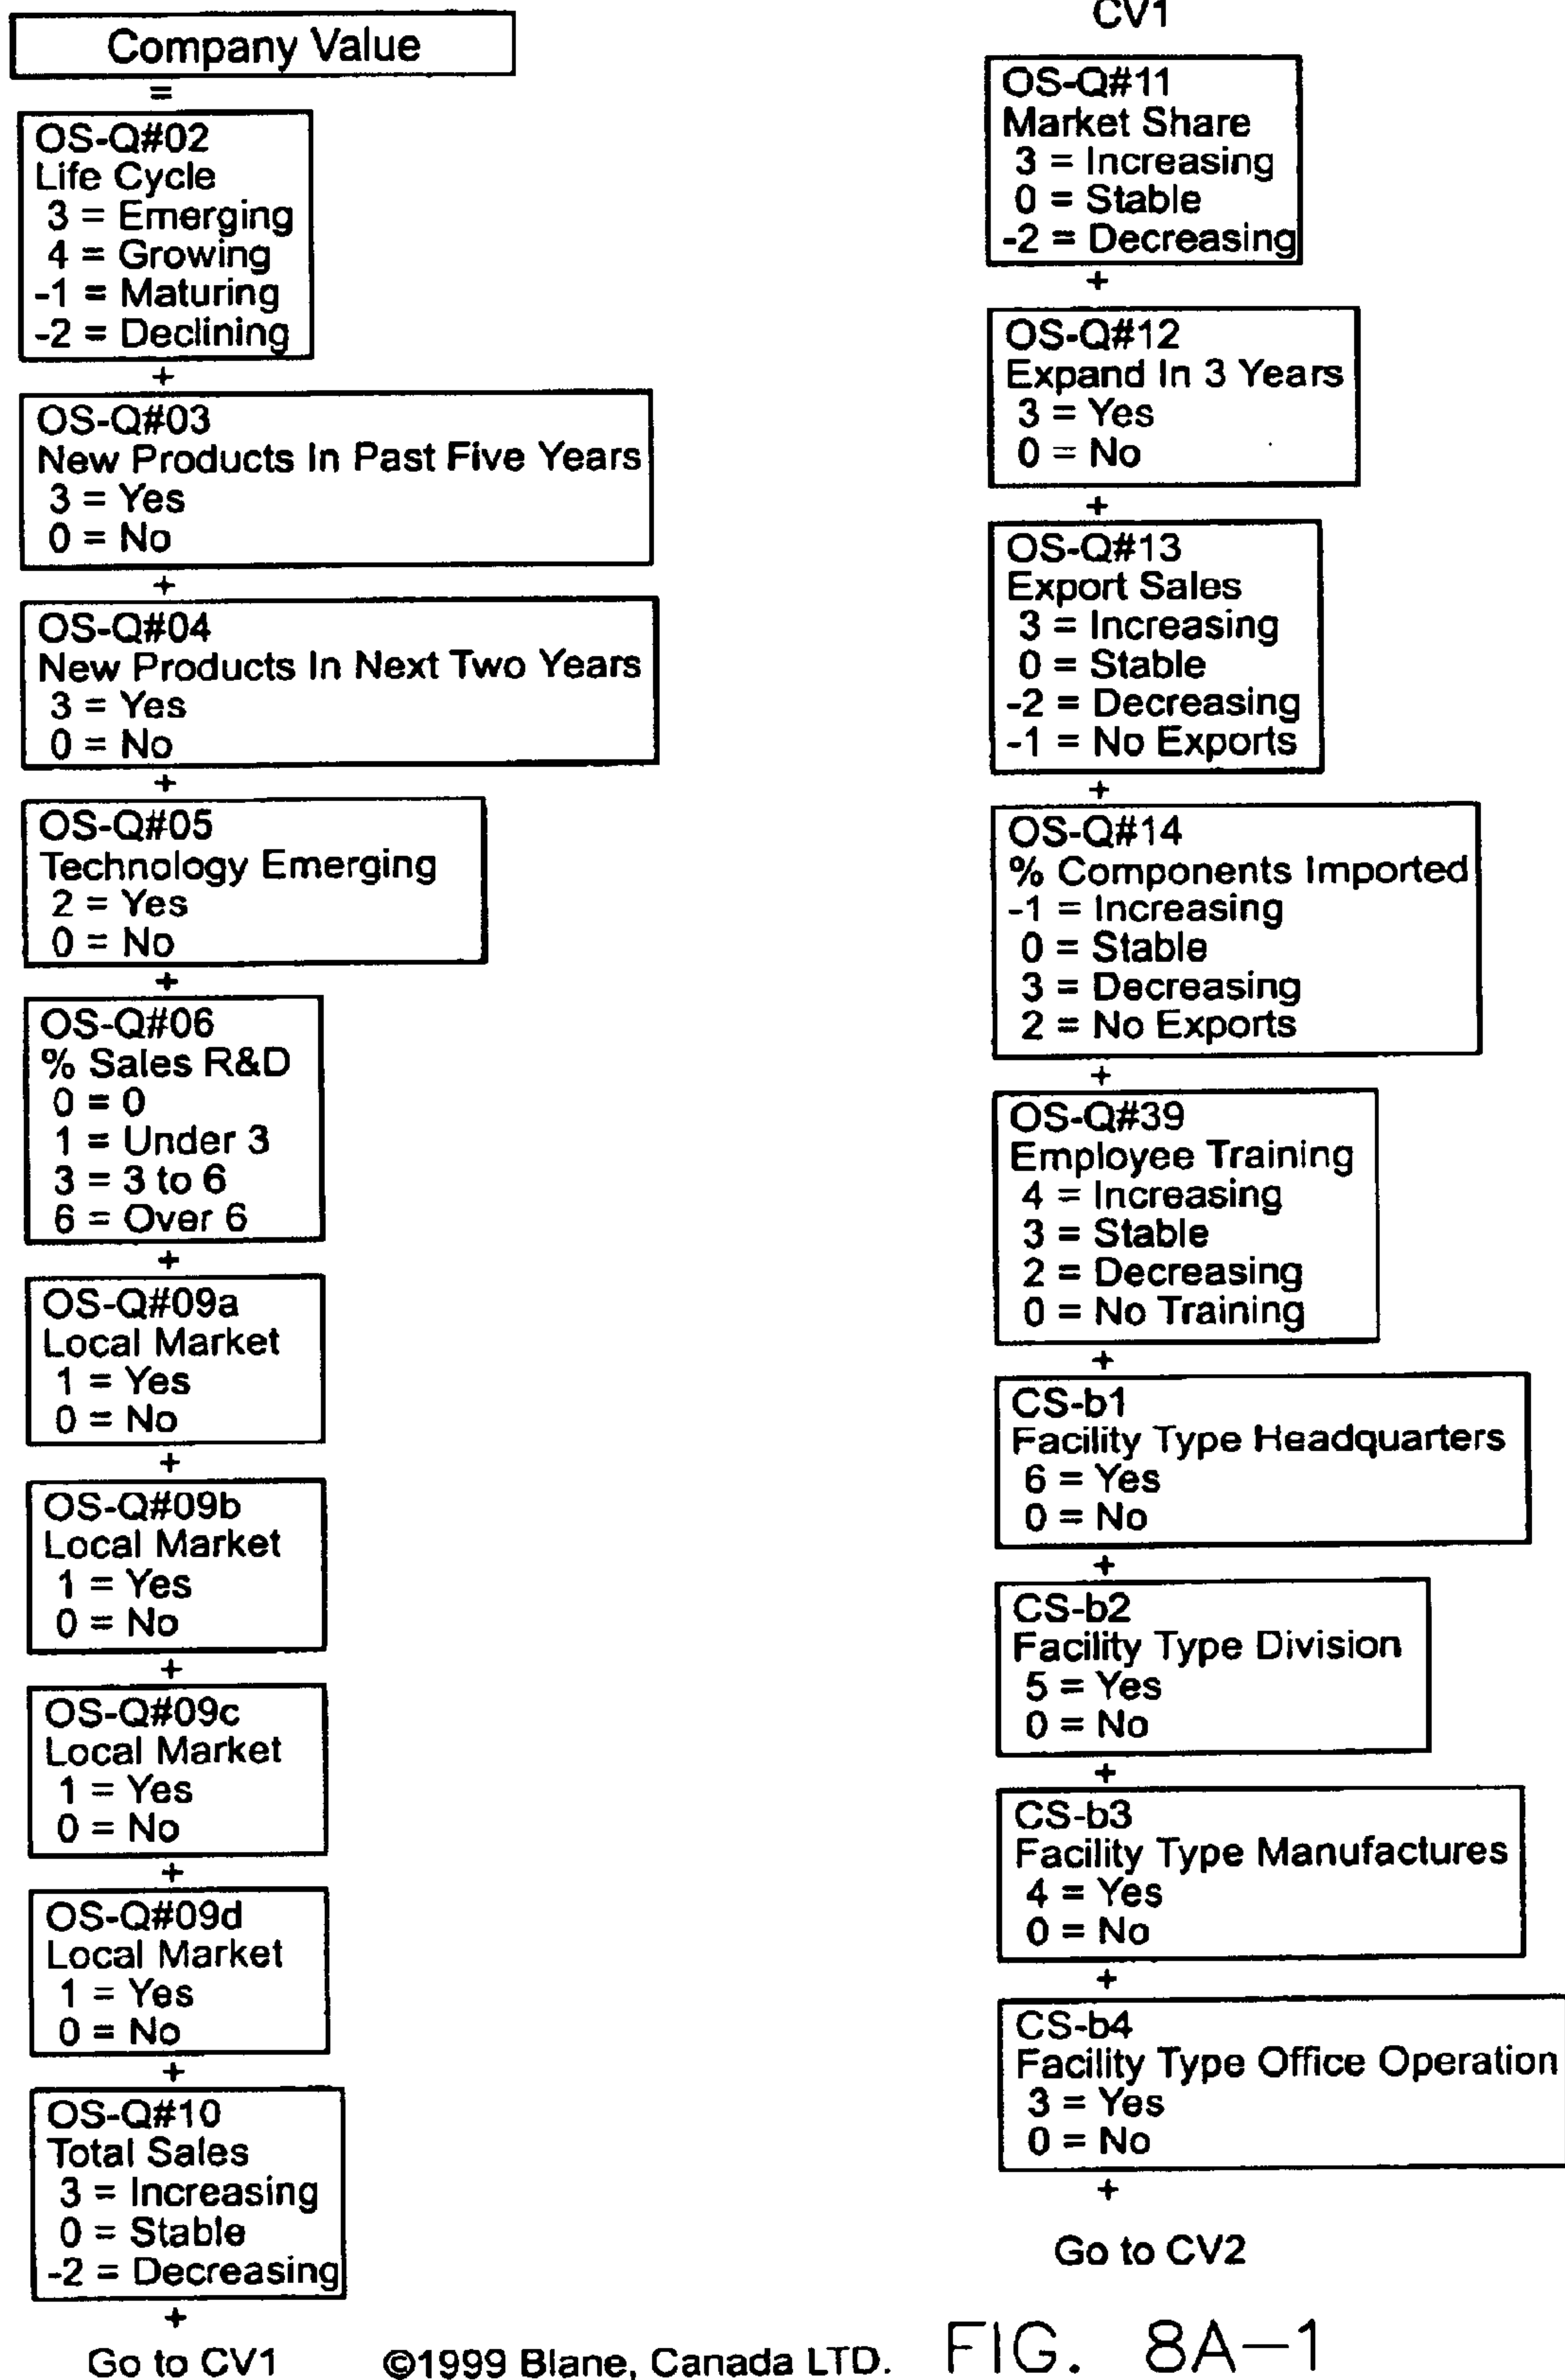 Company Value
=
OS-Q#02
Life Cycle
3 = Emerging
4 = Growing
-1 = Maturing
-2 = Declining
+
OS-Q#03
New Products In Past Five Years
3 = Yes
0 = No
+
OS-Q#04
New Products In Next Two Years
3 = Yes
0 = No
+
OS-Q#05
Technology Emerging
2 = Yes
0 = No
+
OS-Q#06
% Sales R&D
0 = 0
1 = Under 3
3 = 3 to 6
6 = Over 6
+
OS-Q#09a
Local Market
1 = Yes
0 = No
+
OS-Q#09b
Local Market
1 = Yes
0 = No
+
OS-Q#09c
Local Market
1 = Yes
0 = No
+
OS-Q#09d
Local Market
1 = Yes
0 = No
+
OS-Q#10
Total Sales
3 = Increasing
0 = Stable
-2 = Decreasing
+
Go to CV1
CV1
OS-Q#11
Market Share
3 = Increasing
0 = Stable
-2 = Decreasing
+
OS-Q#12
Expand In 3 Years
3 = Yes
0 = No
+
OS-Q#13
Export Sales
3 = Increasing
0 = Stable
-2 = Decreasing
-1 = No Exports
+
OS-Q#14
% Components Imported
-1 = Increasing
0 = Stable
3 = Decreasing
2 = No Exports
+
OS-Q#39
Employee Training
4 = Increasing
3 = Stable
2 = Decreasing
0 = No Training
+
CS-b1
Facility Type Headquarters
6 = Yes
0 = No
+
CS-b2
Facility Type Division
5 = Yes
0 = No
+
CS-b3
Facility Type Manufactures
4 = Yes
0 = No
+
CS-b4
Facility Type Office Operation
3 = Yes
0 = No
+
Go to CV2
©1999 Blane, Canada LTD.
FIG. 8A-1